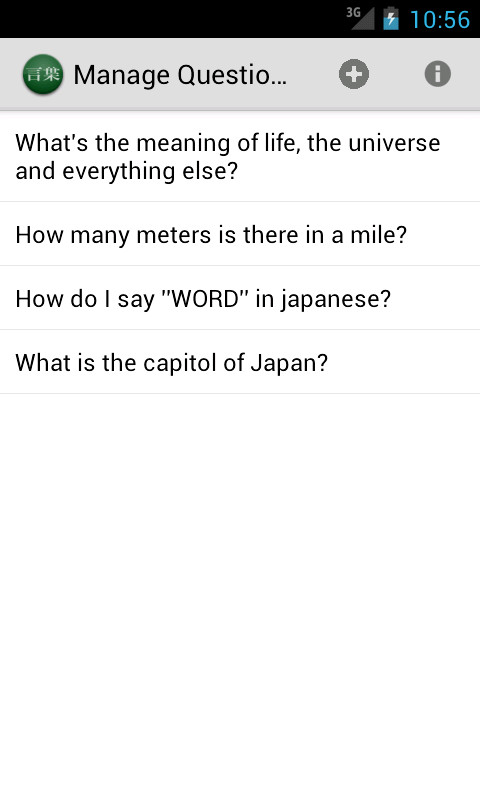 3G 10:56
言葉 Manage Questio...
What's the meaning of life, the universe
and everything else?
How many meters is there in a mile?
How do I say "WORD" in japanese?
What is the capitol of Japan?